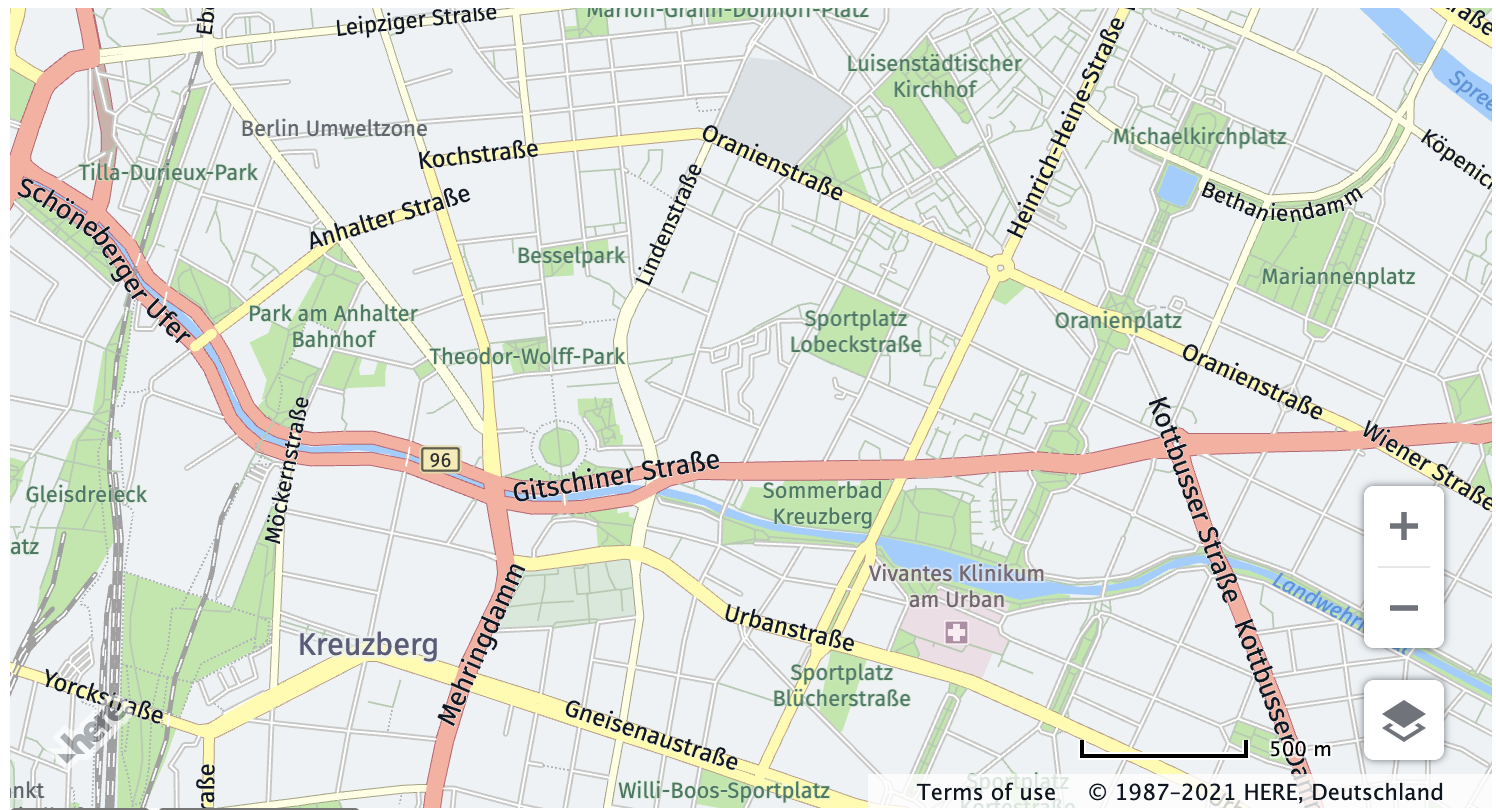 Leipziger Straße
Marion-Gräfin-Dönhoff-Platz
Luisenstädtischer
Kirchhof
Heinrich-Heine-Straße
Spree
Berlin Umweltzone
Kochstraße
Oranienstraße
Michaelkirchplatz
Köpenic
Tilla-Durieux-Park
Schöneberger Ufer
Anhalter Straße
Lindenstraße
Bethaniendamm
Besselpark
Mariannenplatz
Park am Anhalter
Bahnhof
Theodor-Wolff-Park
Sportplatz
Lobeckstraße
Oranienplatz
Oranienstraße
Möckernstraße
96
Gitschiner Straße
Kottbusser Straße
Wiener Straße
Gleisdreieck
atz
Sommerbad
Kreuzberg
+
Vivantes Klinikum
am Urban
Landwehr
−
Kreuzberg
Mehringdamm
Urbanstraße
Sportplatz
Blücherstraße
Kottbusser Da
Yorckstraße
here
Gneisenaustraße
500 m
nkt
raße
Willi-Boos-Sportplatz
Sportplatz
Terms of use
© 1987–2021 HERE, Deutschland